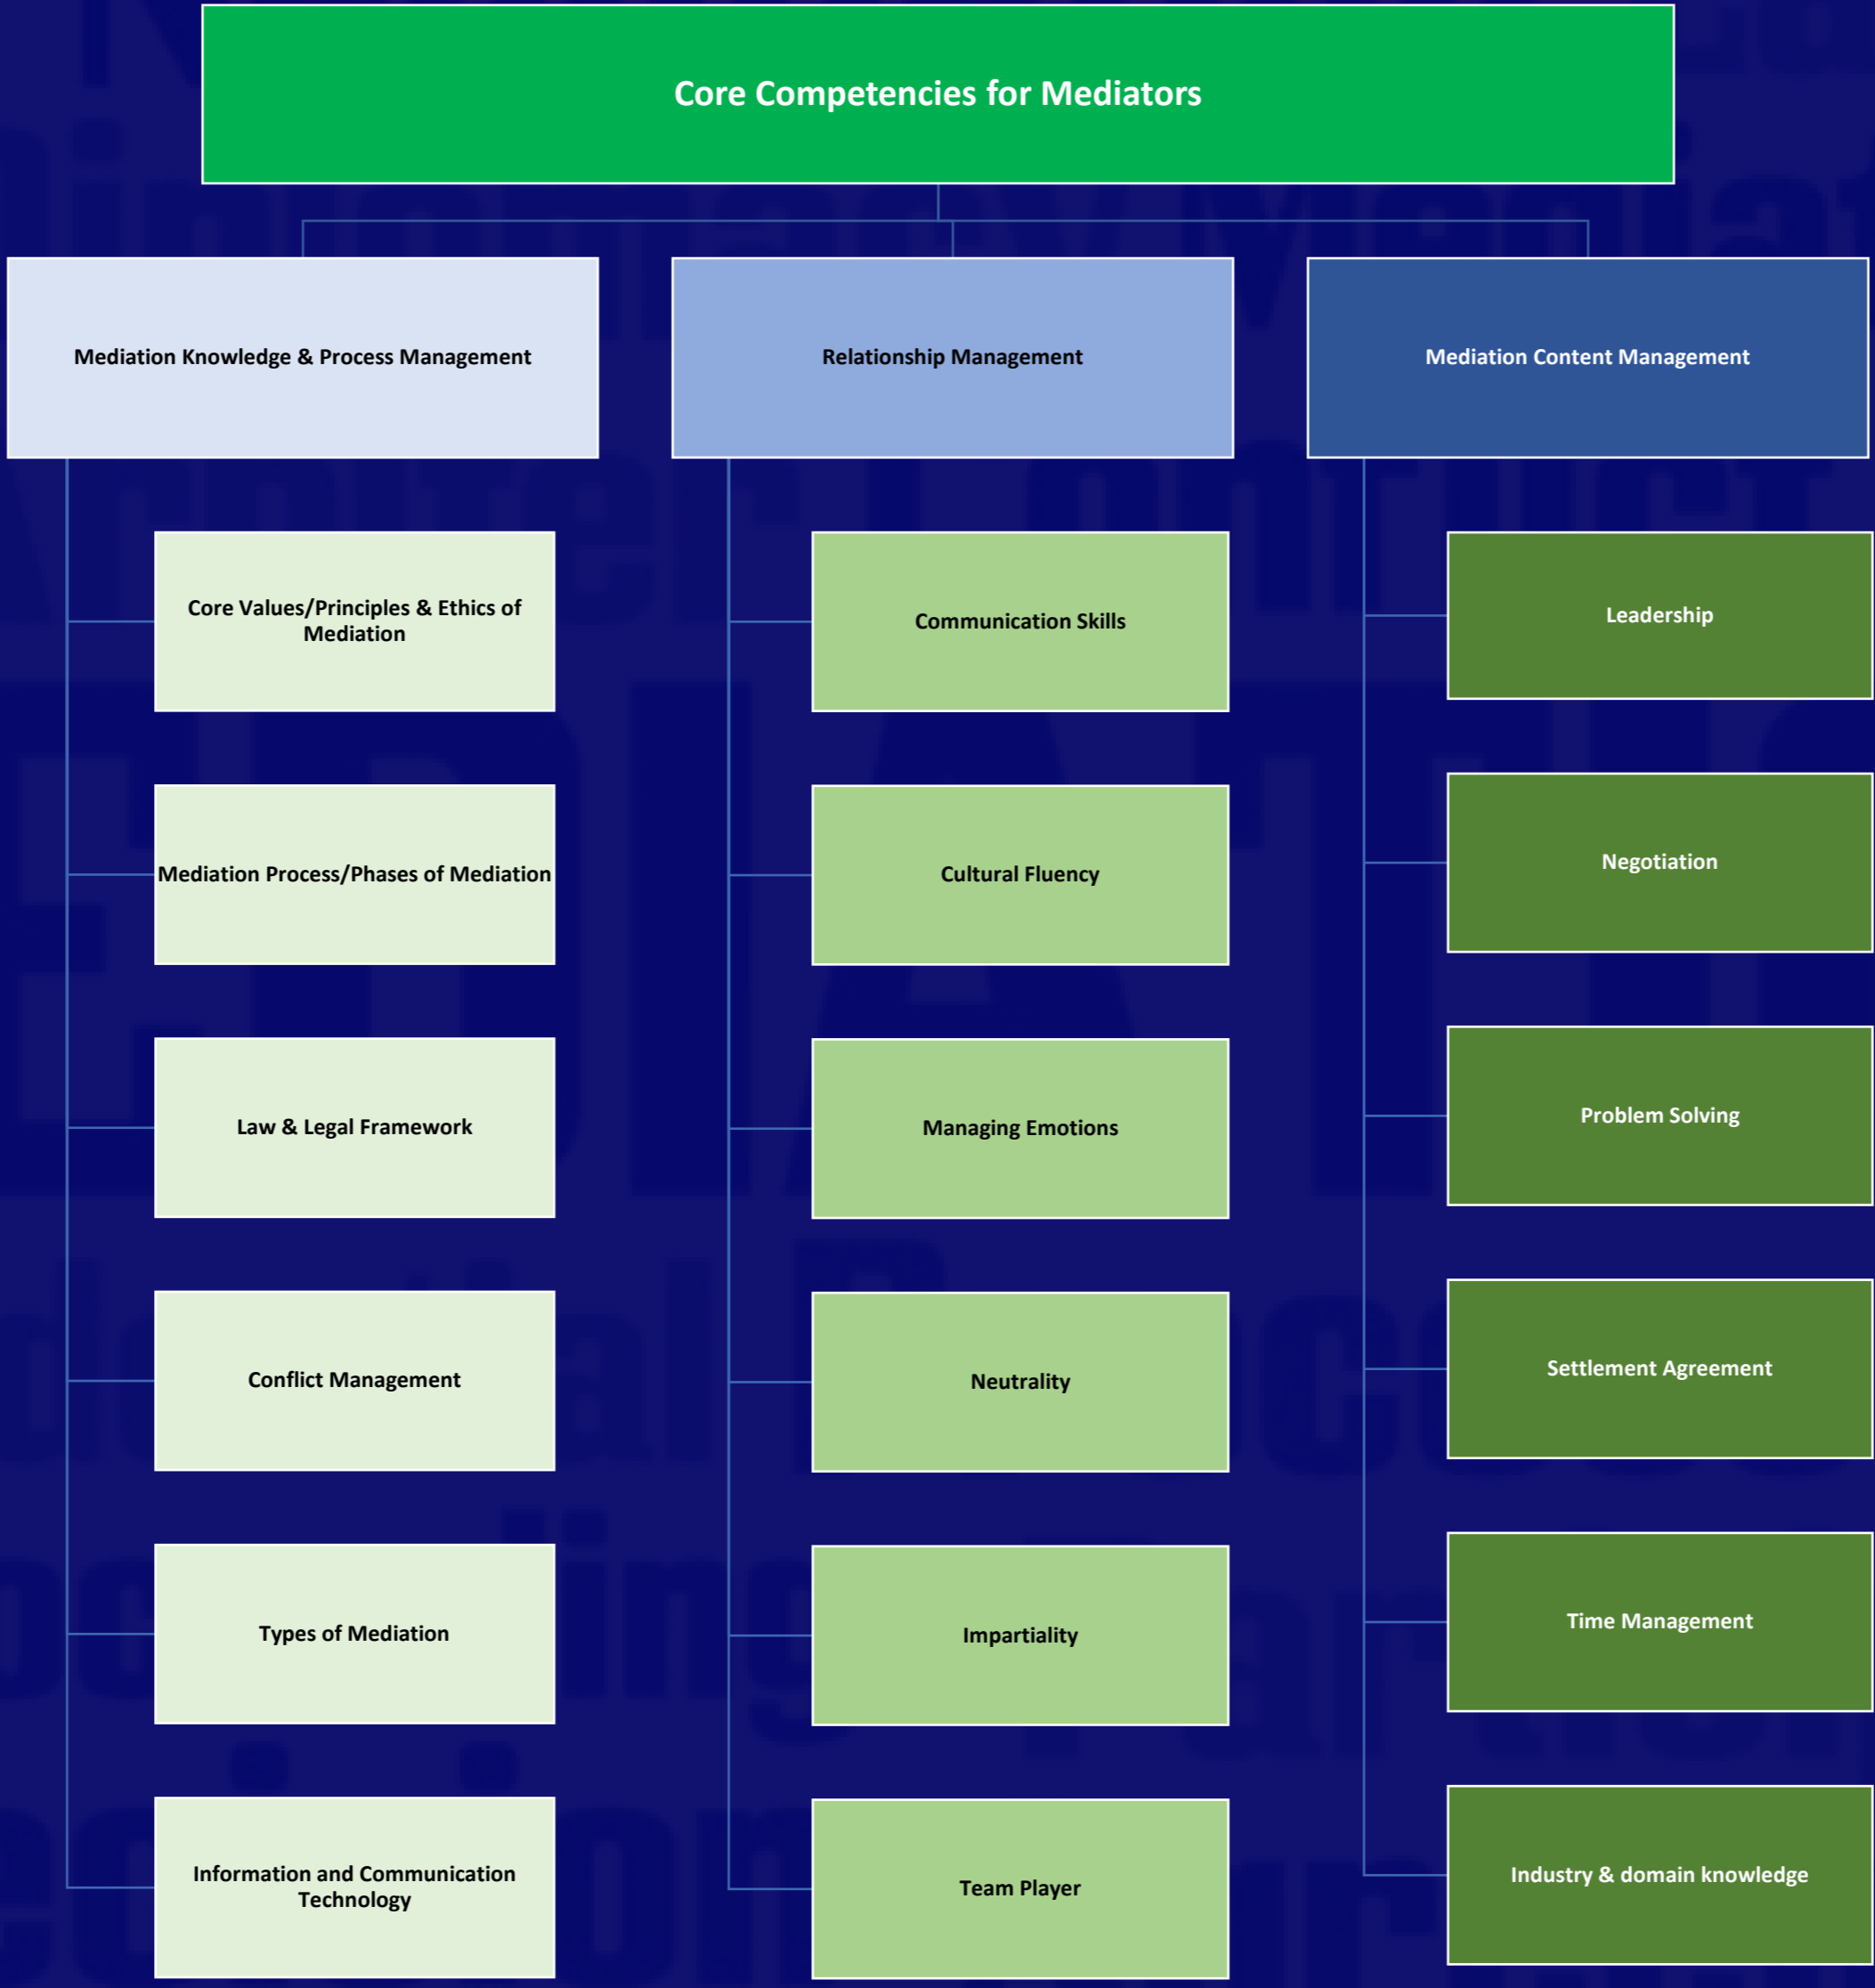 Core Competencies for Mediators
Mediation Knowledge & Process Management
Relationship Management
Mediation Content Management
Core Values/Principles & Ethics of
Mediation
Mediation Process/Phases of Mediation
Law & Legal Framework
Conflict Management
Types of Mediation
Information and Communication
Technology
Communication Skills
Cultural Fluency
Managing Emotions
Neutrality
Impartiality
Team Player
Leadership
Negotiation
Problem Solving
Settlement Agreement
Time Management
Industry & domain knowledge